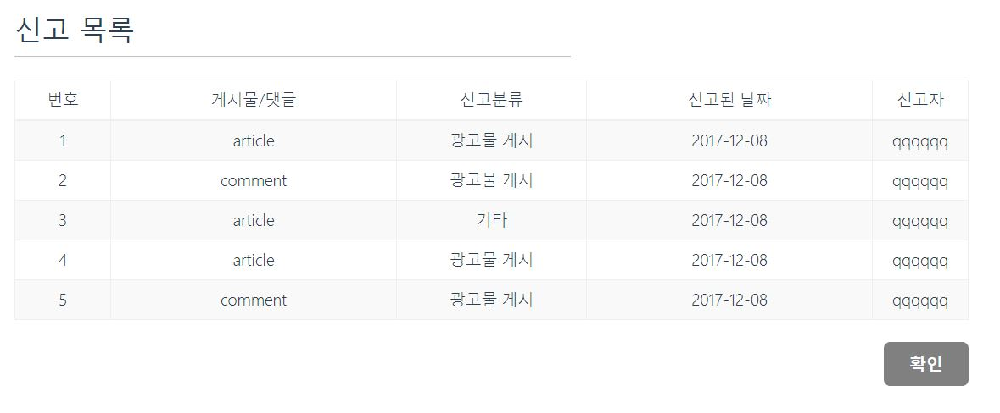 신고 목록
번호 게시물/댓글 신고분류 신고된 날짜 신고자
1 article 광고물 게시 2017-12-08 qqqqqq
2 comment 광고물 게시 2017-12-08 qqqqqq
3 article 기타 2017-12-08 qqqqqq
4 article 광고물 게시 2017-12-08 qqqqqq
5 comment 광고물 게시 2017-12-08 qqqqqq
확인